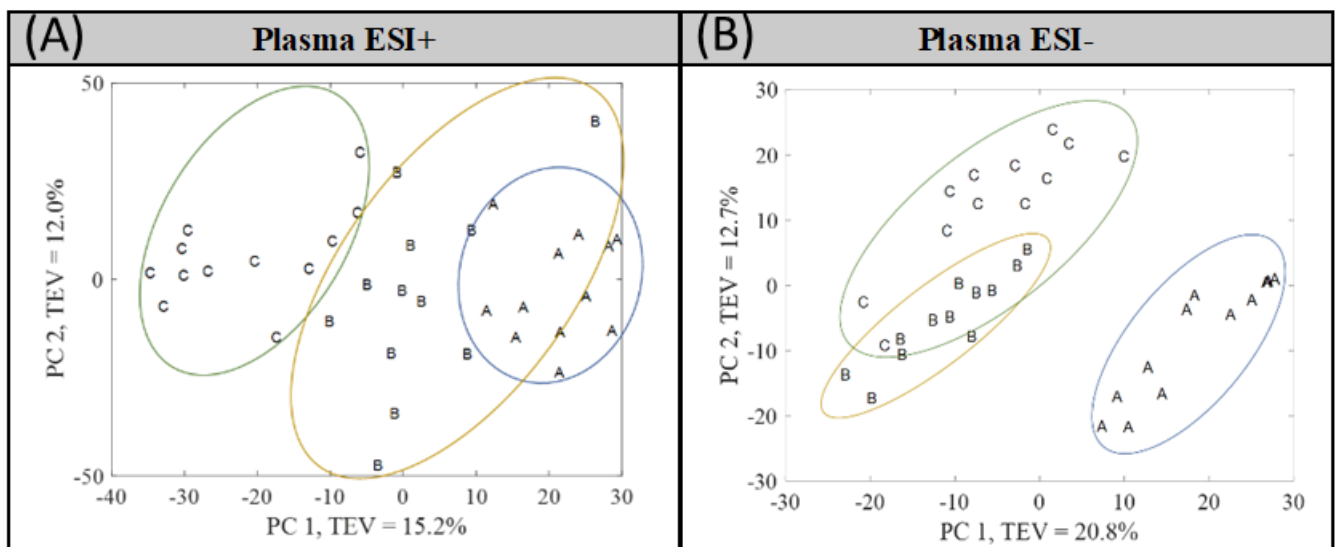 (A) Plasma ESI+
50
0
-50
-40 -30 -20 -10 0 10 20 30
PC 2, TEV = 12.0%
PC 1, TEV = 15.2%
C C C C C C C C C C C C
B B B B B B B B B B B B
A A A A A A A A A A A A
(B) Plasma ESI-
30
20
10
0
-10
-20
-30
-30 -20 -10 0 10 20 30
PC 2, TEV = 12.7%
PC 1, TEV = 20.8%
C C C C C C C C C C C C
B B B B B B B B B B B B
A A A A A A A A A A A